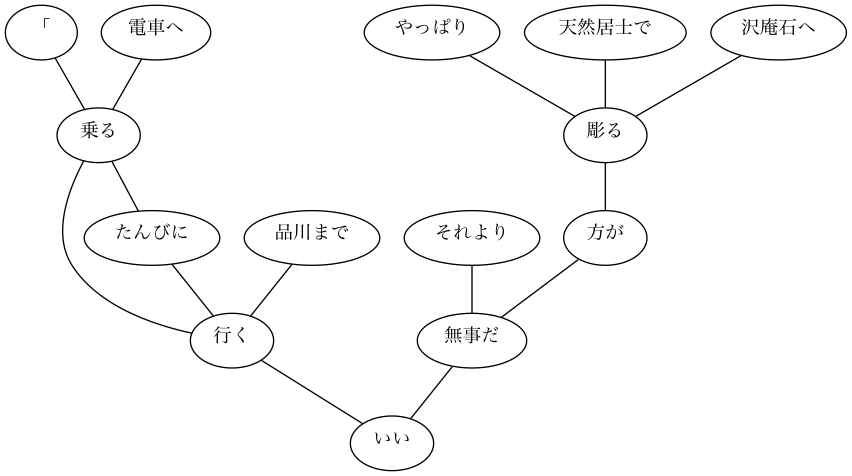 「
電車へ
やっぱり
天然居士で
沢庵石へ
乗る
彫る
たんびに
品川まで
それより
方が
行く
無事だ
いい